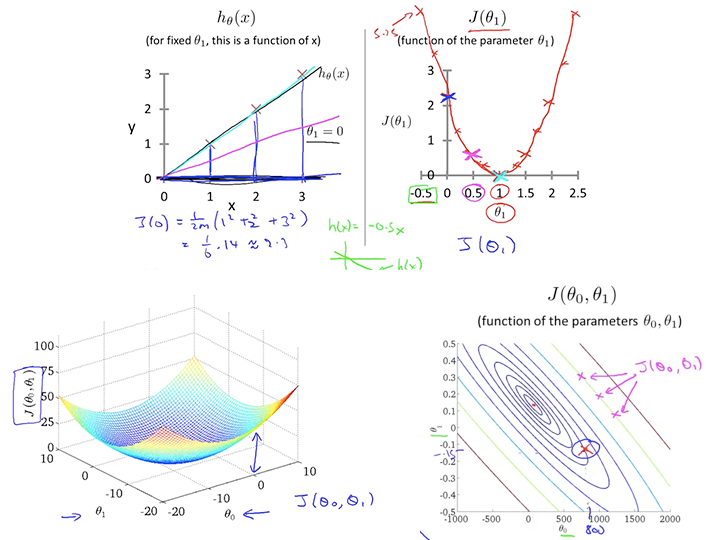 h_θ(x)
(for fixed θ₁, this is a function of x)
3
2
1
0
y
0 1 2 3
x
h_θ(x)
θ₁ = 0
J(0) = 1/2m (1² + 2² + 3²)
= 1/6 · 14 ≈ 2.3
J(θ₁)
(function of the parameter θ₁)
5.25
3
2
1
0
J(θ₁)
-0.5 0 0.5 1 1.5 2 2.5
θ₁
h(x) = -0.5x
h(x)
J(θ₁)
100
75
50
25
0
J(θ₀,θ₁)
10
0
-10
-20
θ₁
-20 -10 0 10
θ₀
J(θ₀,θ₁)
J(θ₀, θ₁)
(function of the parameters θ₀, θ₁)
0.5
0.4
0.3
0.2
0.1
0
-0.1
-0.2
-0.3
-0.4
-0.5
θ₁
-.15
-1000 -500 0 500 1000 1500 2000
θ₀
800
J(θ₀,θ₁)